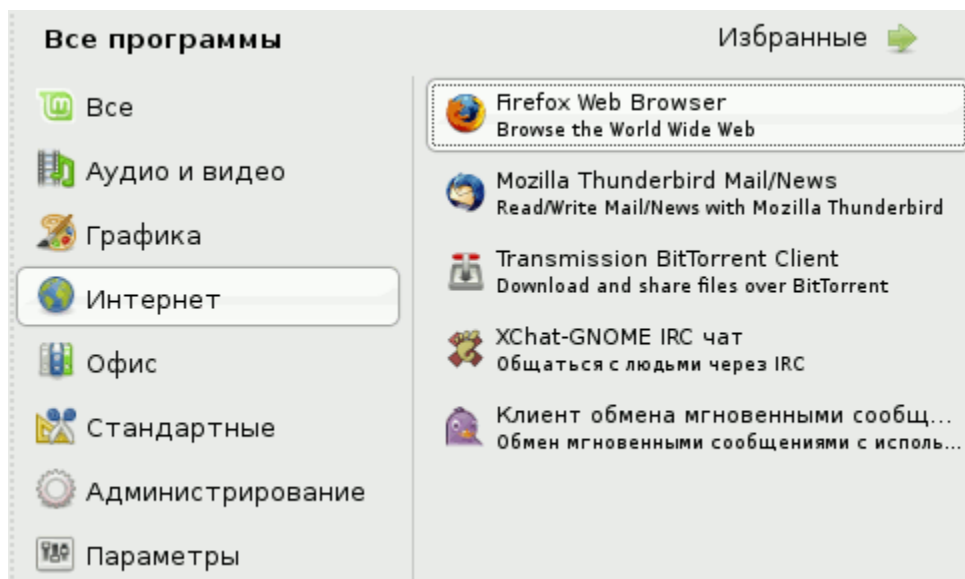 Все программы
Избранные
Все
Аудио и видео
Графика
Интернет
Офис
Стандартные
Администрирование
Параметры
Firefox Web Browser
Browse the World Wide Web
Mozilla Thunderbird Mail/News
Read/Write Mail/News with Mozilla Thunderbird
Transmission BitTorrent Client
Download and share files over BitTorrent
XChat-GNOME IRC чат
Общаться с людьми через IRC
Клиент обмена мгновенными сообщ...
Обмен мгновенными сообщениями с исполь...